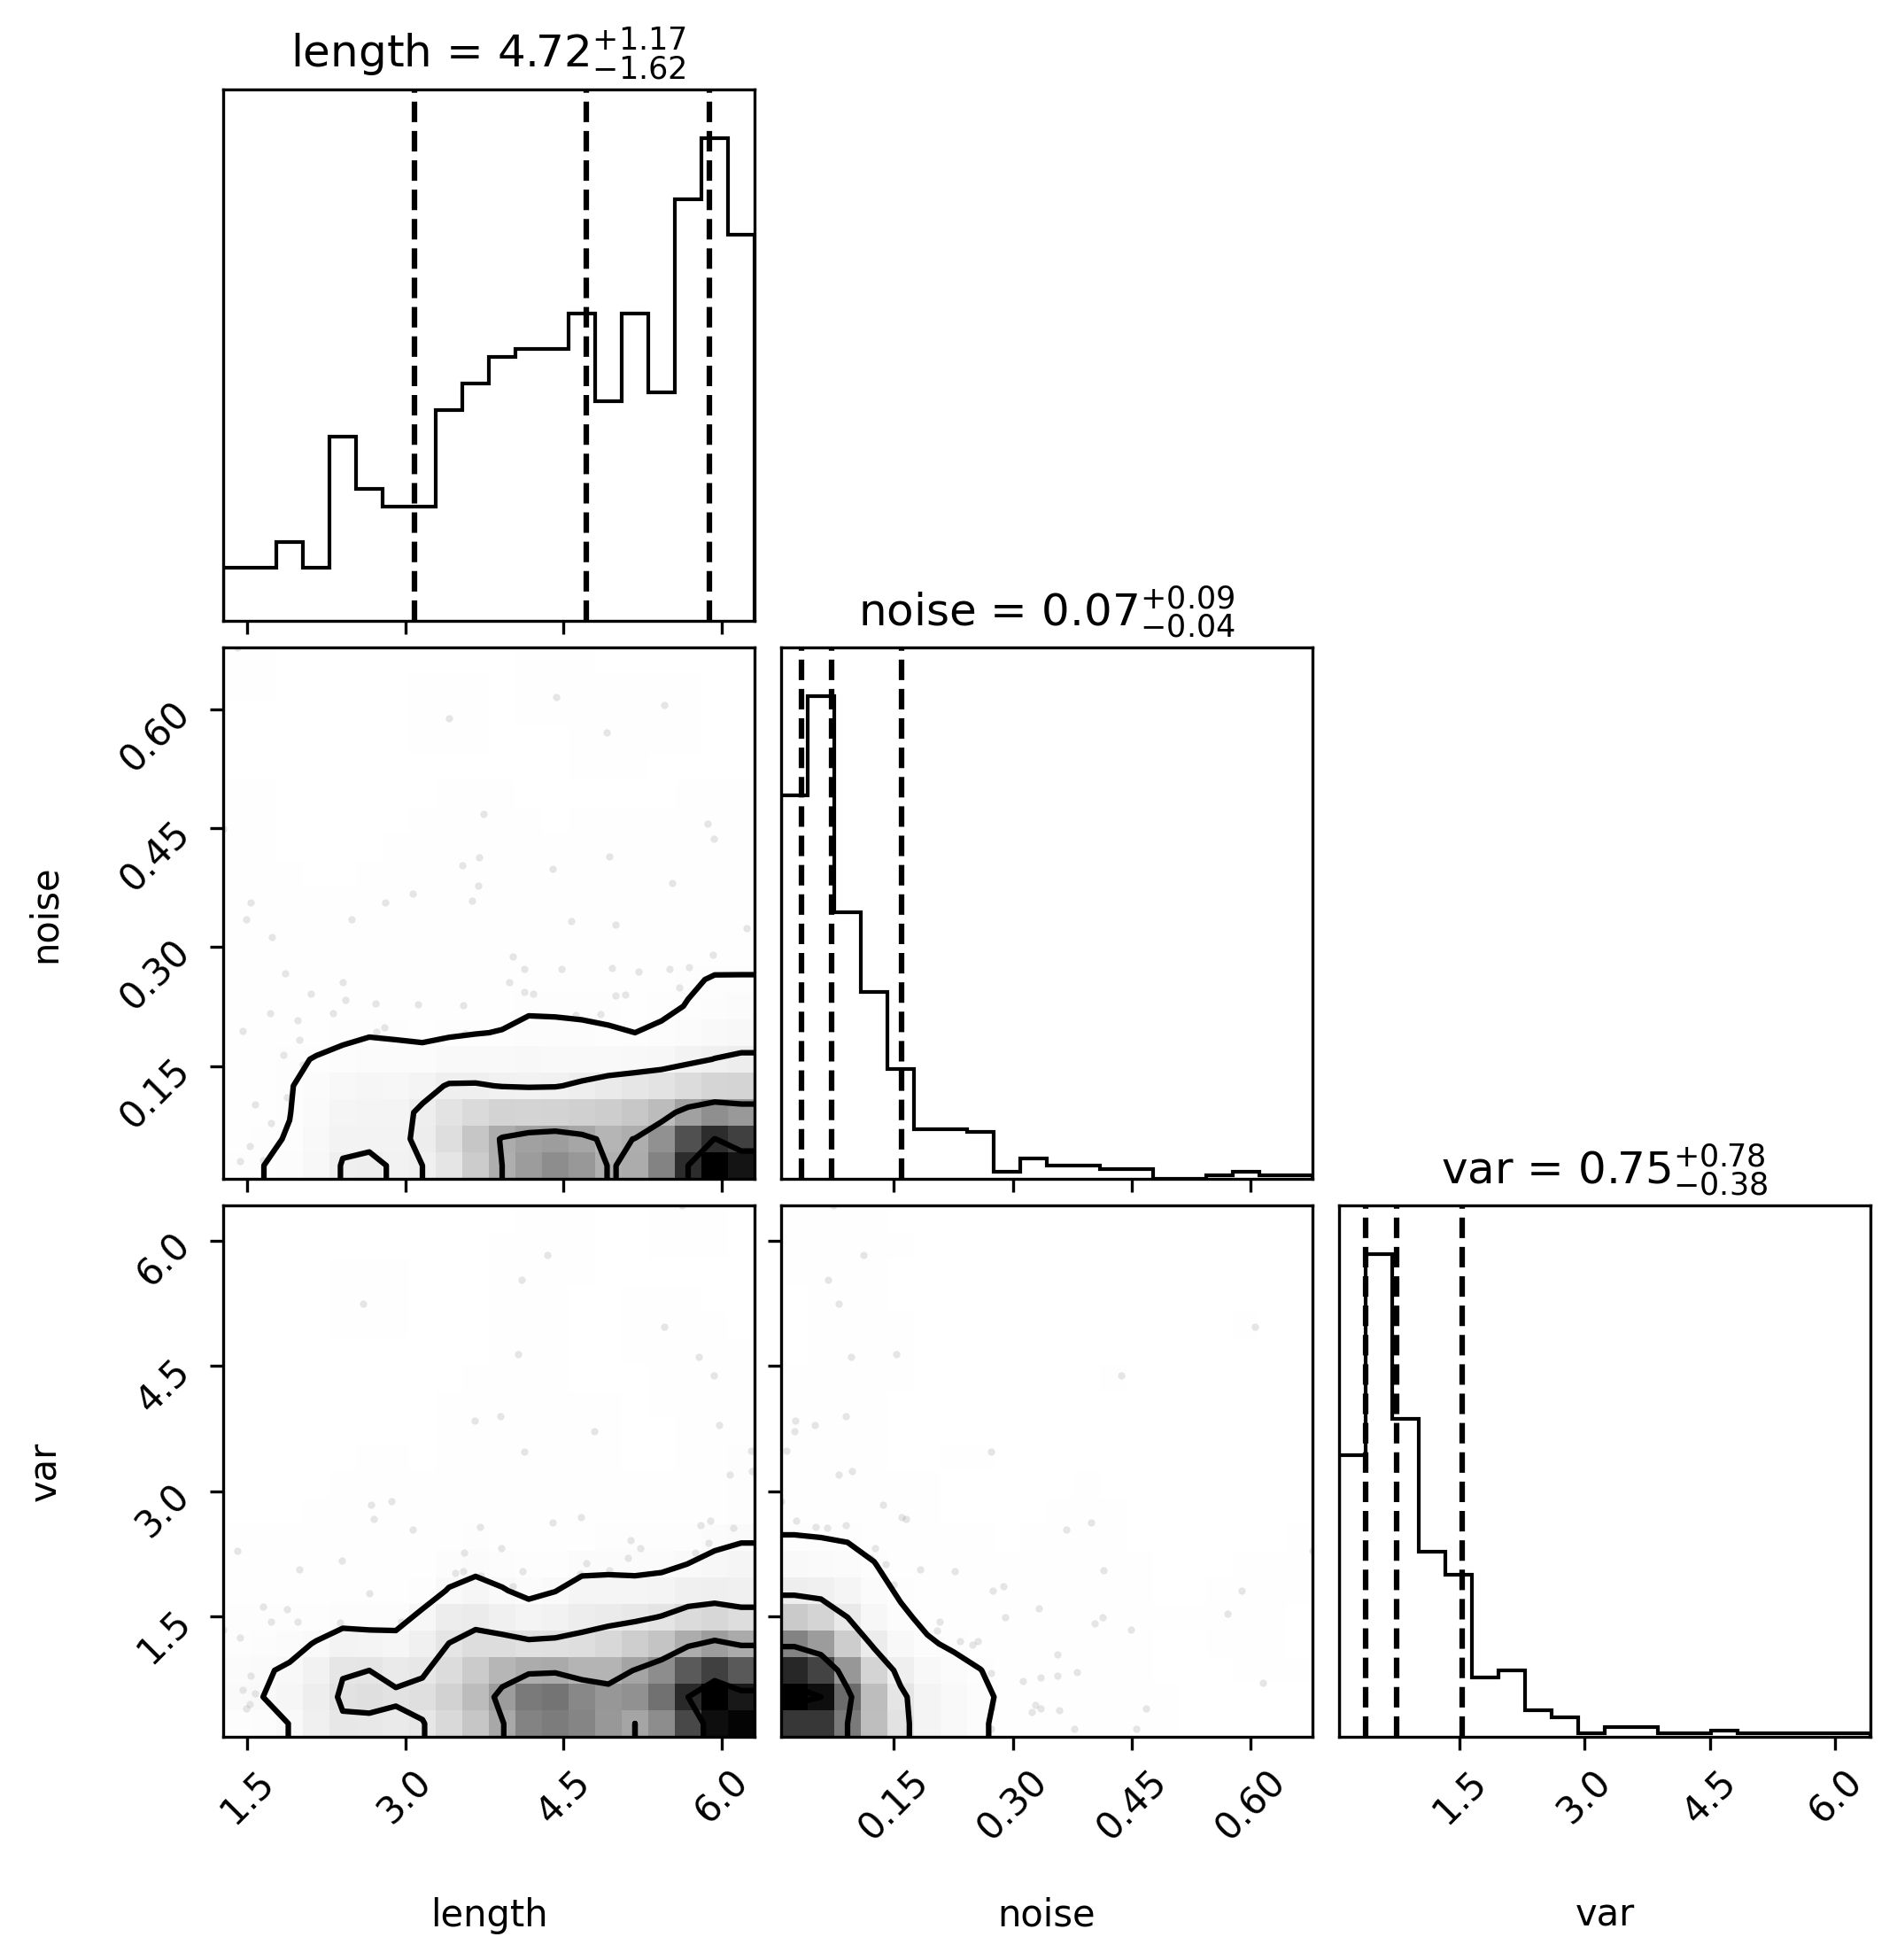 length = 4.72+1.17−1.62
noise = 0.07+0.09−0.04
0.60
0.45
0.30
0.15
noise
var = 0.75+0.78−0.38
6.0
4.5
3.0
1.5
var
1.5 3.0 4.5 6.0 0.15 0.30 0.45 0.60 1.5 3.0 4.5 6.0
length noise var